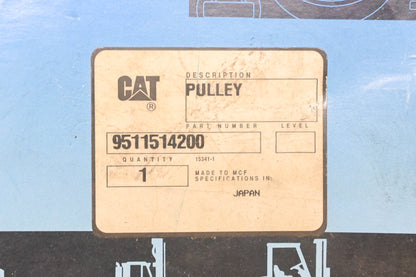 CAT®
DESCRIPTION
PULLEY
PART NUMBER LEVEL
9511514200
QUANTITY 15341-1
1
MADE TO MCF
SPECIFICATIONS IN:
JAPAN